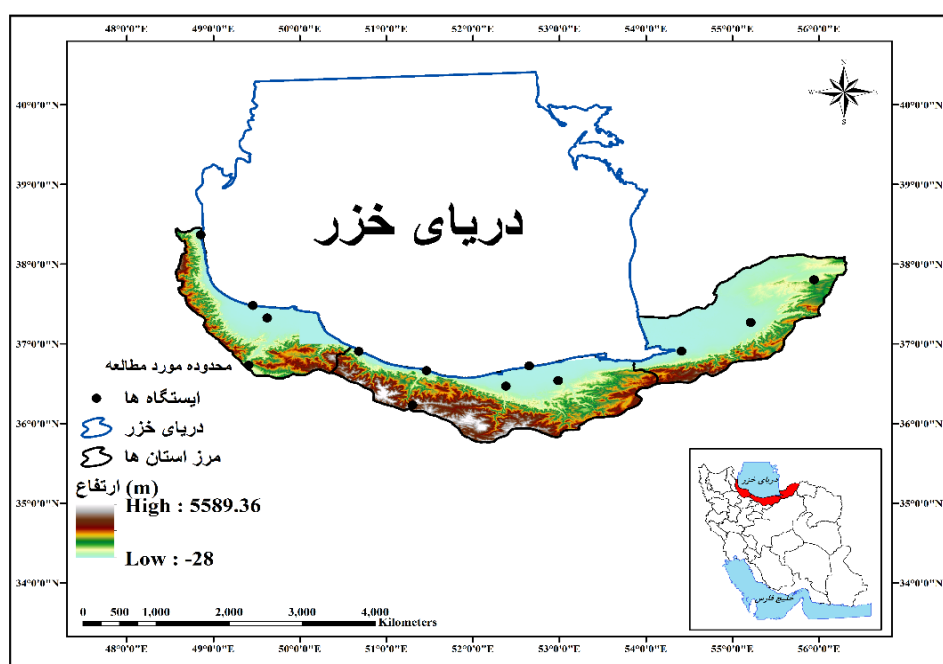 48°0'0"E 49°0'0"E 50°0'0"E 51°0'0"E 52°0'0"E 53°0'0"E 54°0'0"E 55°0'0"E 56°0'0"E
N
W
E
S
40°0'0"N 40°0'0"N
39°0'0"N 39°0'0"N
دریای خزر
38°0'0"N 38°0'0"N
37°0'0"N 37°0'0"N
محدوده مورد مطالعه
ایستگاه ها
دریای خزر
36°0'0"N 36°0'0"N
مرز استان ها
ارتفاع (m)
High : 5589.36
Low : -28
دریای خزر
خلیج فارس
35°0'0"N 35°0'0"N
34°0'0"N 34°0'0"N
0 500 1,000 2,000 3,000 4,000
Kilometers
48°0'0"E 49°0'0"E 50°0'0"E 51°0'0"E 52°0'0"E 53°0'0"E 54°0'0"E 55°0'0"E 56°0'0"E